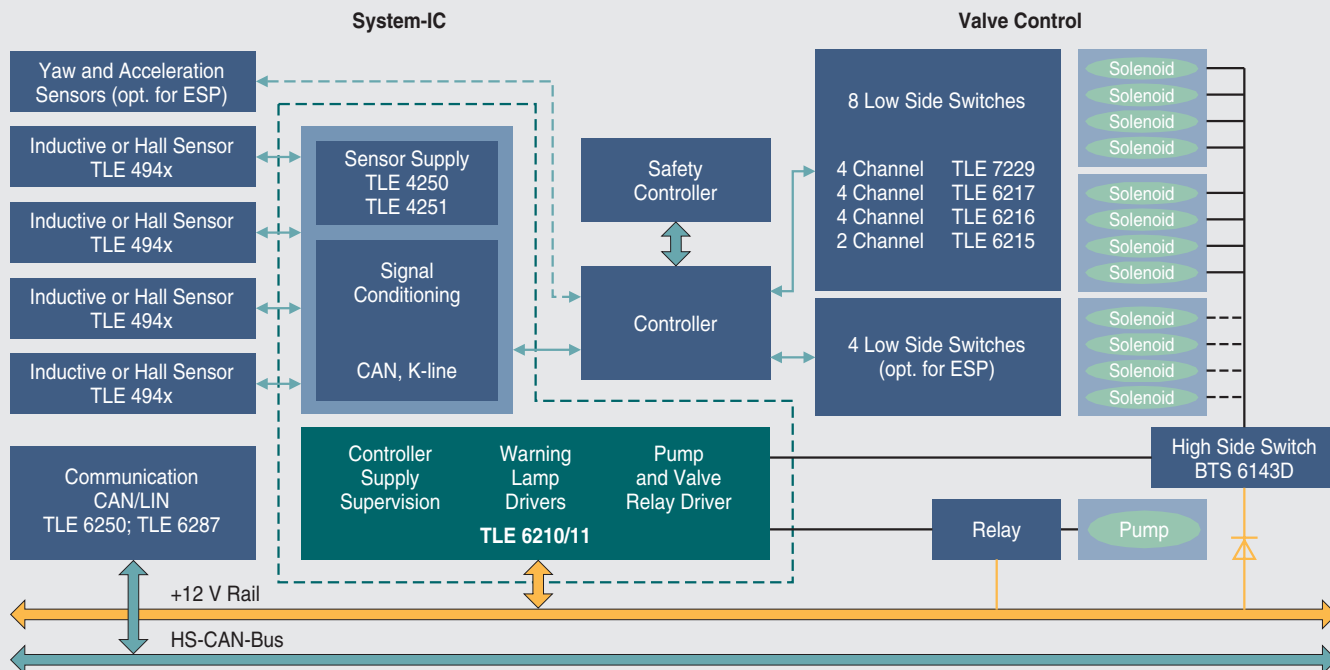 System-IC
Valve Control
Yaw and Acceleration
Sensors (opt. for ESP)
Inductive or Hall Sensor
TLE 494x
Inductive or Hall Sensor
TLE 494x
Inductive or Hall Sensor
TLE 494x
Inductive or Hall Sensor
TLE 494x
Communication
CAN/LIN
TLE 6250; TLE 6287
Sensor Supply
TLE 4250
TLE 4251
Signal
Conditioning
CAN, K-line
Safety
Controller
Controller
8 Low Side Switches
4 Channel TLE 7229
4 Channel TLE 6217
4 Channel TLE 6216
2 Channel TLE 6215
4 Low Side Switches
(opt. for ESP)
Solenoid
Solenoid
Solenoid
Solenoid
Solenoid
Solenoid
Solenoid
Solenoid
Solenoid
Solenoid
Solenoid
Solenoid
Controller
Supply
Supervision
Warning
Lamp
Drivers
Pump
and Valve
Relay Driver
TLE 6210/11
High Side Switch
BTS 6143D
Relay
Pump
+12 V Rail
HS-CAN-Bus